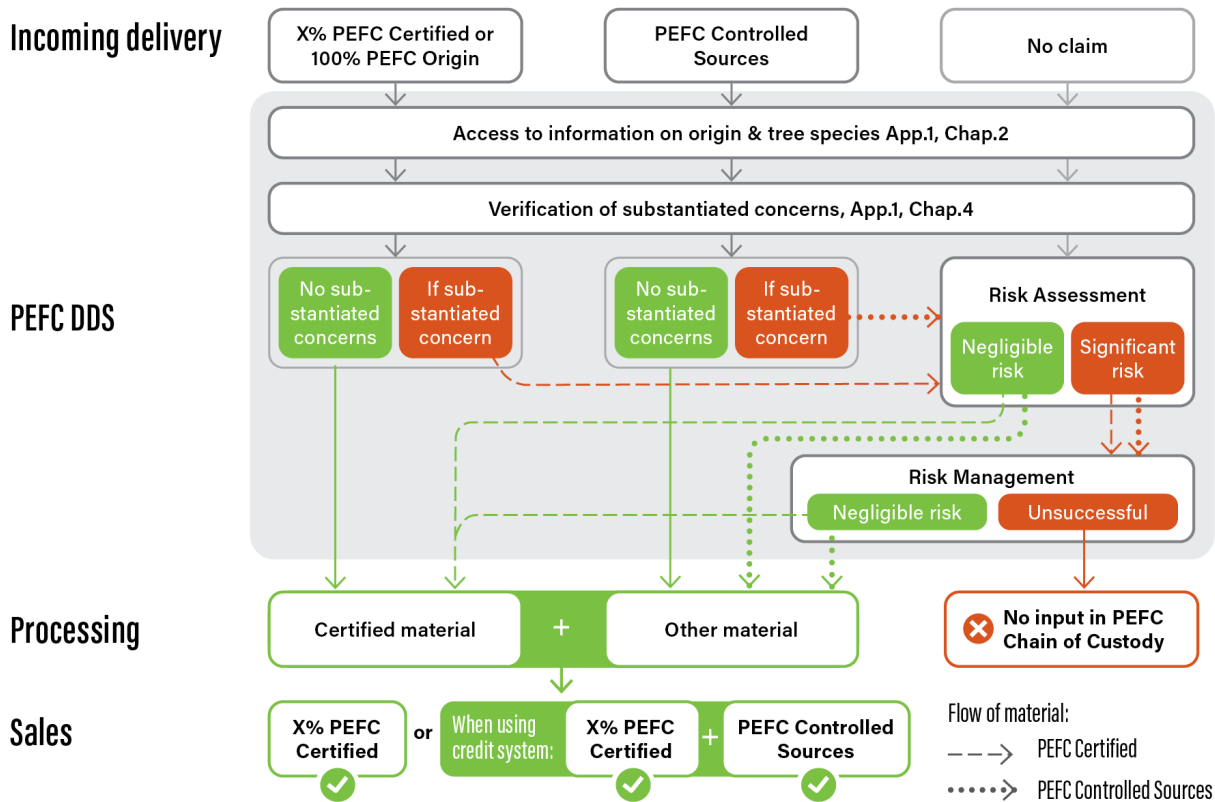 Incoming delivery
X% PEFC Certified or
100% PEFC Origin
PEFC Controlled
Sources
No claim
Access to information on origin & tree species App.1, Chap.2
Verification of substantiated concerns, App.1, Chap.4
PEFC DDS
No sub-
stantiated
concerns
If sub-
stantiated
concern
No sub-
stantiated
concerns
If sub-
stantiated
concern
Risk Assessment
Negligible
risk
Significant
risk
Risk Management
Negligible risk
Unsuccessful
Processing
Certified material
+
Other material
No input in PEFC
Chain of Custody
Sales
X% PEFC
Certified
or
When using
credit system:
X% PEFC
Certified
+
PEFC Controlled
Sources
Flow of material:
PEFC Certified
PEFC Controlled Sources